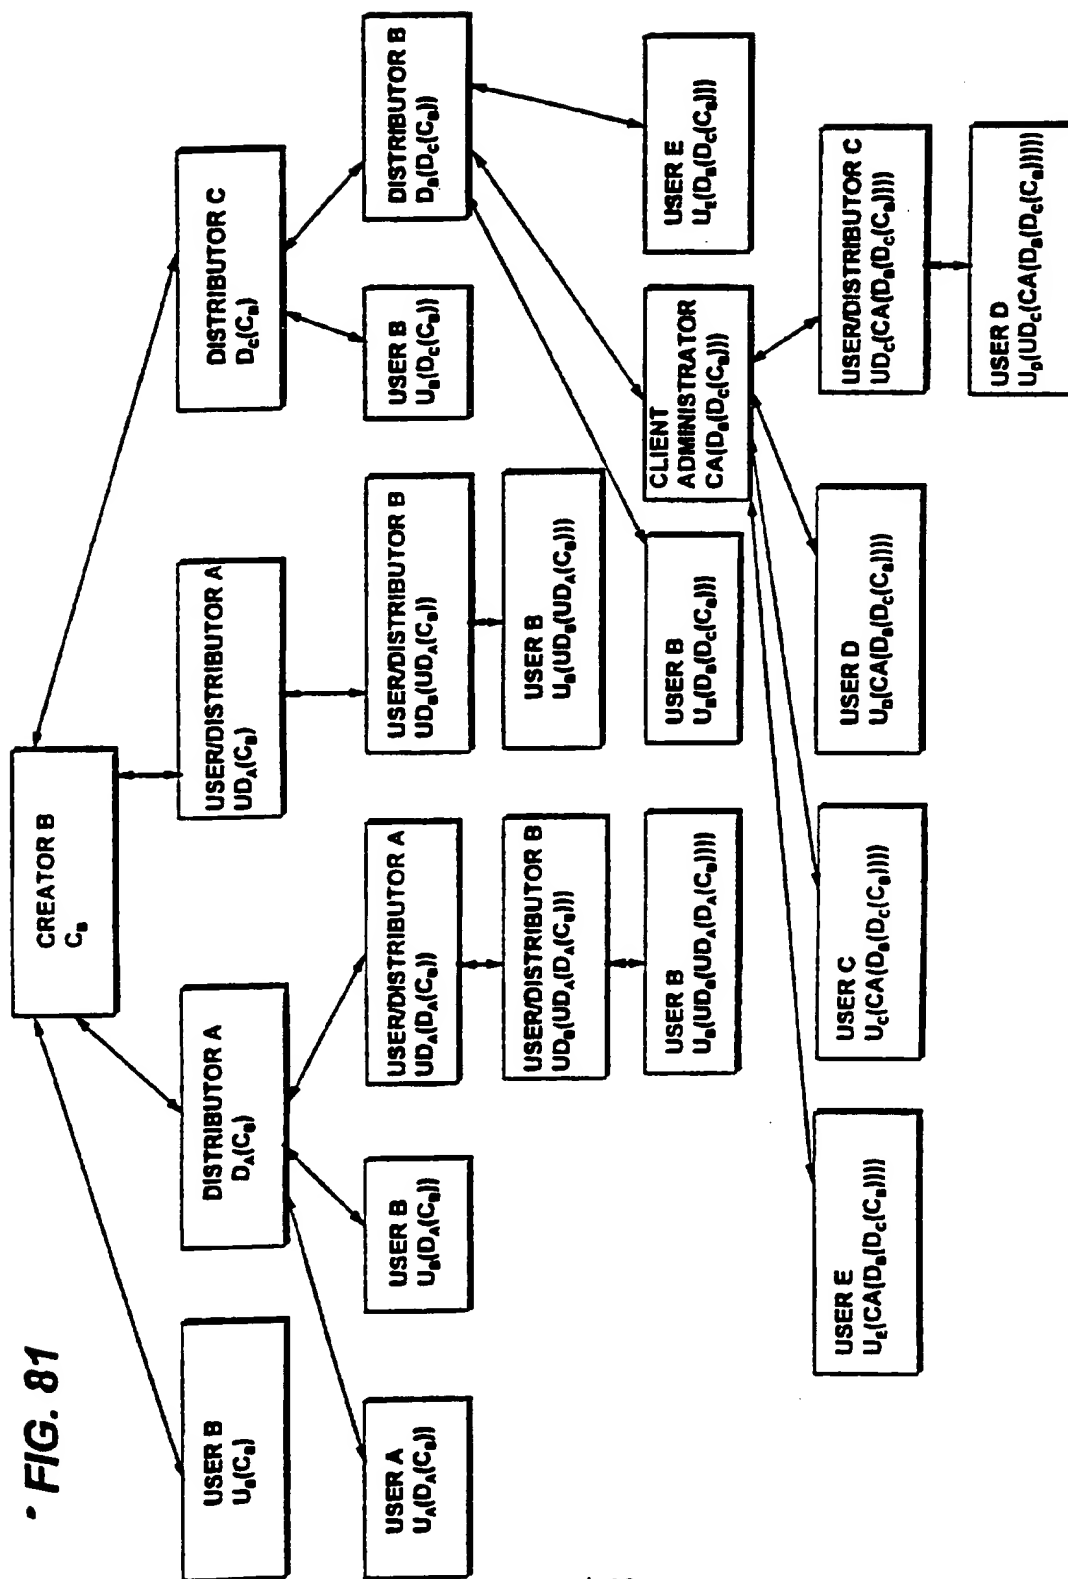 FIG. 81
CREATOR B
C_B
USER B
U_B(C_B)
DISTRIBUTOR A
D_A(C_B)
USER/DISTRIBUTOR A
UD_A(C_B)
DISTRIBUTOR C
D_C(C_B)
USER A
U_A(D_A(C_B))
USER B
U_B(D_A(C_B))
USER/DISTRIBUTOR A
UD_A(D_A(C_B))
USER/DISTRIBUTOR B
UD_B(UD_A(C_B))
USER B
U_B(D_C(C_B))
DISTRIBUTOR B
D_B(D_C(C_B))
USER/DISTRIBUTOR B
UD_B(UD_A(D_A(C_B)))
USER B
U_B(UD_B(UD_A(C_B)))
USER B
U_B(UD_B(UD_A(D_A(C_B))))
USER B
U_B(D_B(D_C(C_B)))
CLIENT
ADMINISTRATOR
CA(D_B(D_C(C_B)))
USER E
U_E(D_B(D_C(C_B)))
USER E
U_E(CA(D_B(D_C(C_B))))
USER C
U_C(CA(D_B(D_C(C_B))))
USER D
U_D(CA(D_B(D_C(C_B))))
USER/DISTRIBUTOR C
UD_C(CA(D_B(D_C(C_B))))
USER D
U_D(UD_C(CA(D_B(D_C(C_B)))))